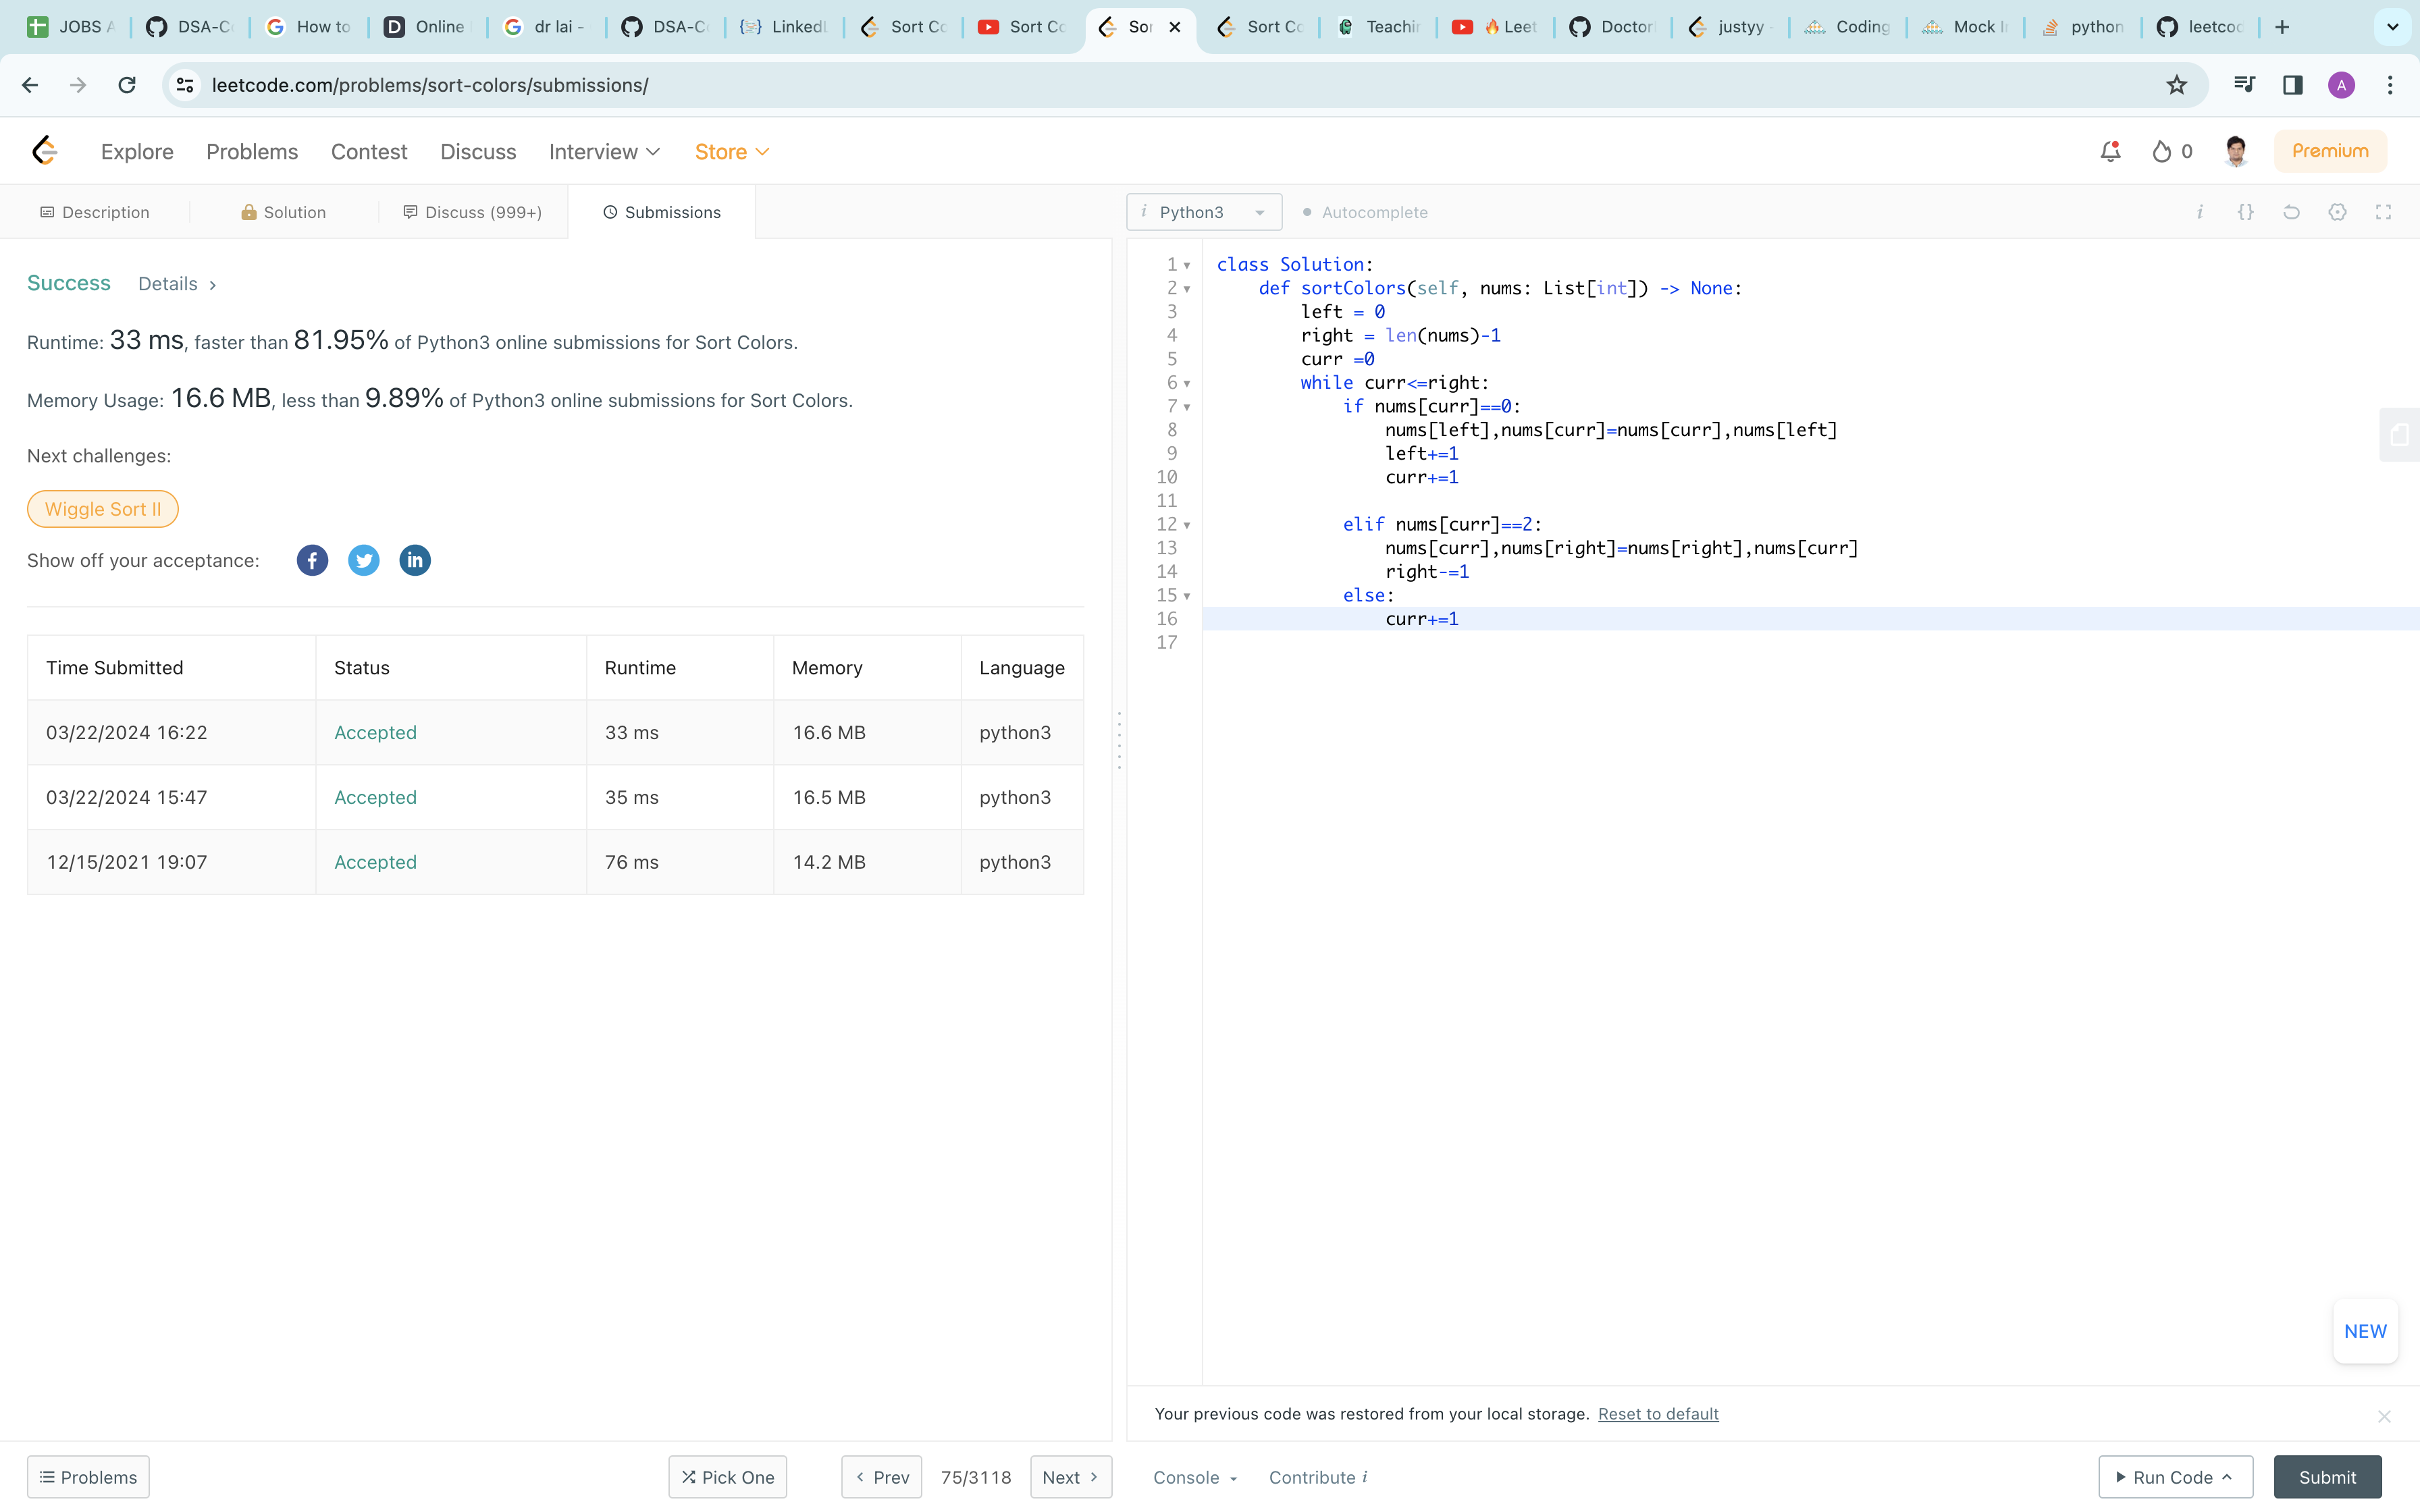 JOBS A DSA-C How to Online dr lai - DSA-C LinkedI Sort Co Sort Co Sor Sort Co Teachin Leet Doctor justyy Coding Mock I python leetcoc
leetcode.com/problems/sort-colors/submissions/ A
Explore Problems Contest Discuss Interview Store 0 Premium
Description Solution Discuss (999+) Submissions
i Python3 Autocomplete i {}
Success Details >
Runtime: 33 ms, faster than 81.95% of Python3 online submissions for Sort Colors.
Memory Usage: 16.6 MB, less than 9.89% of Python3 online submissions for Sort Colors.
Next challenges:
Wiggle Sort II
Show off your acceptance:
Time Submitted Status Runtime Memory Language
03/22/2024 16:22 Accepted 33 ms 16.6 MB python3
03/22/2024 15:47 Accepted 35 ms 16.5 MB python3
12/15/2021 19:07 Accepted 76 ms 14.2 MB python3
1 class Solution:
2 def sortColors(self, nums: List[int]) -> None:
3 left = 0
4 right = len(nums)-1
5 curr =0
6 while curr<=right:
7 if nums[curr]==0:
8 nums[left],nums[curr]=nums[curr],nums[left]
9 left+=1
10 curr+=1
11
12 elif nums[curr]==2:
13 nums[curr],nums[right]=nums[right],nums[curr]
14 right-=1
15 else:
16 curr+=1
17
NEW
Your previous code was restored from your local storage. Reset to default
Problems Pick One < Prev 75/3118 Next > Console Contribute i Run Code Submit